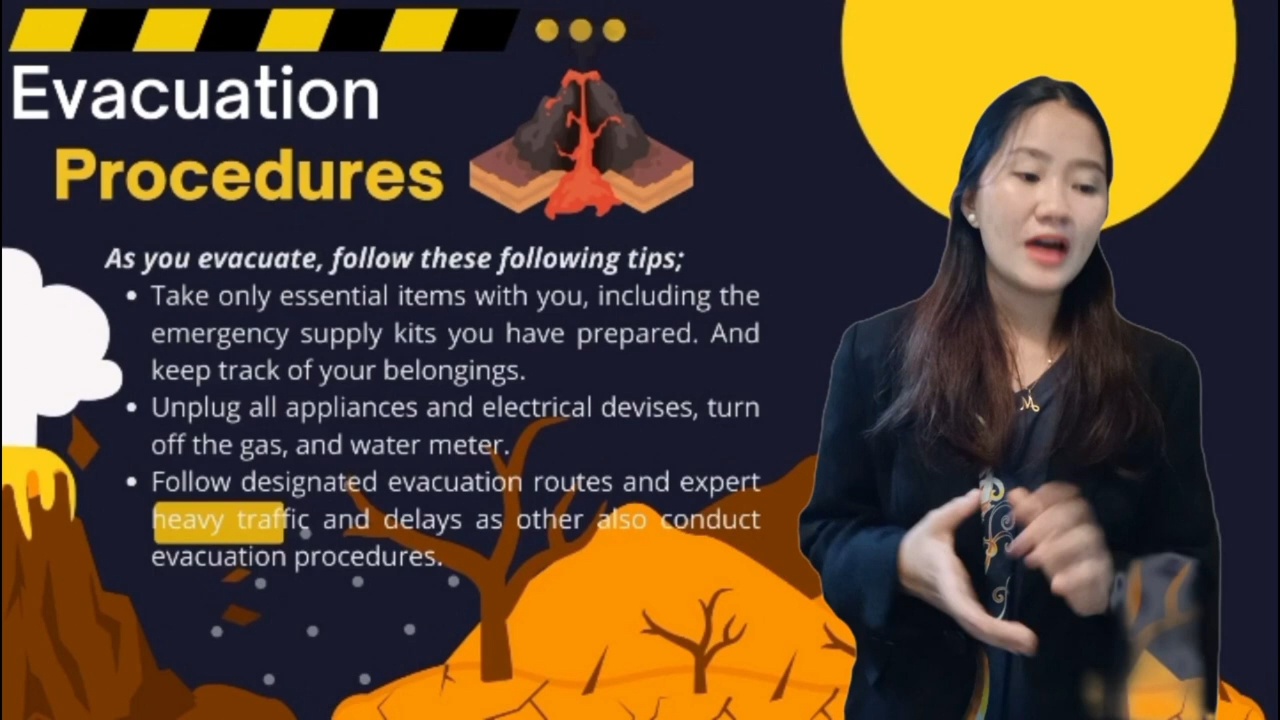 Evacuation
Procedures
As you evacuate, follow these following tips;
• Take only essential items with you, including the
emergency supply kits you have prepared. And
keep track of your belongings.
• Unplug all appliances and electrical devises, turn
off the gas, and water meter.
• Follow designated evacuation routes and expert
heavy traffic and delays as other also conduct
evacuation procedures.
M